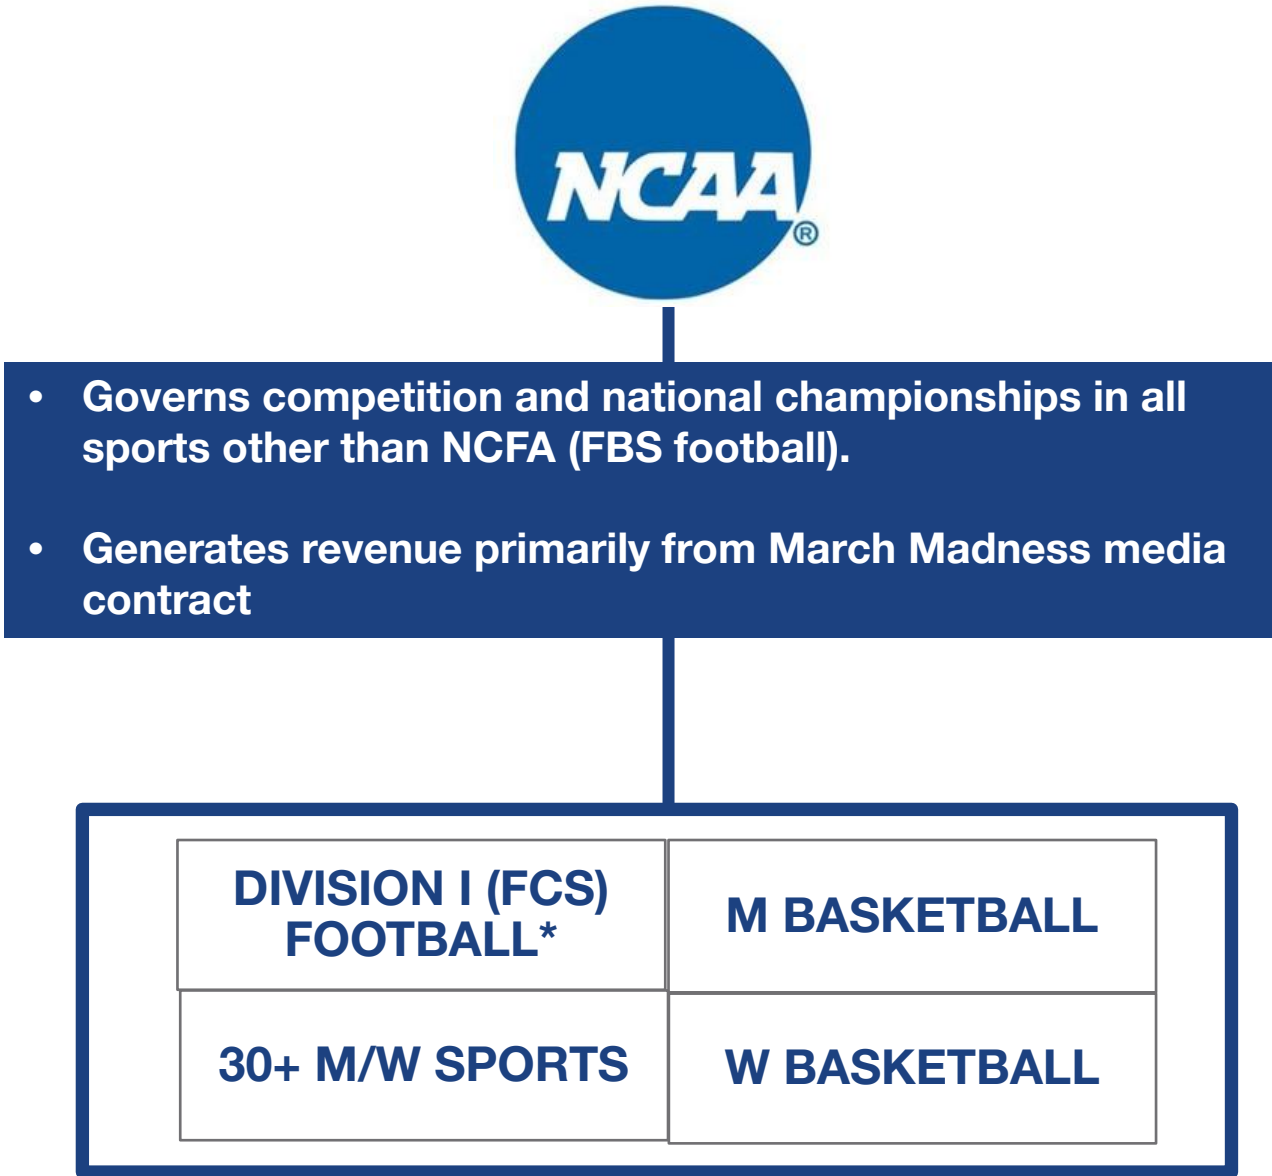 NCAA®
• Governs competition and national championships in all
sports other than NCFA (FBS football).
• Generates revenue primarily from March Madness media
contract
DIVISION I (FCS)
FOOTBALL*
M BASKETBALL
30+ M/W SPORTS
W BASKETBALL